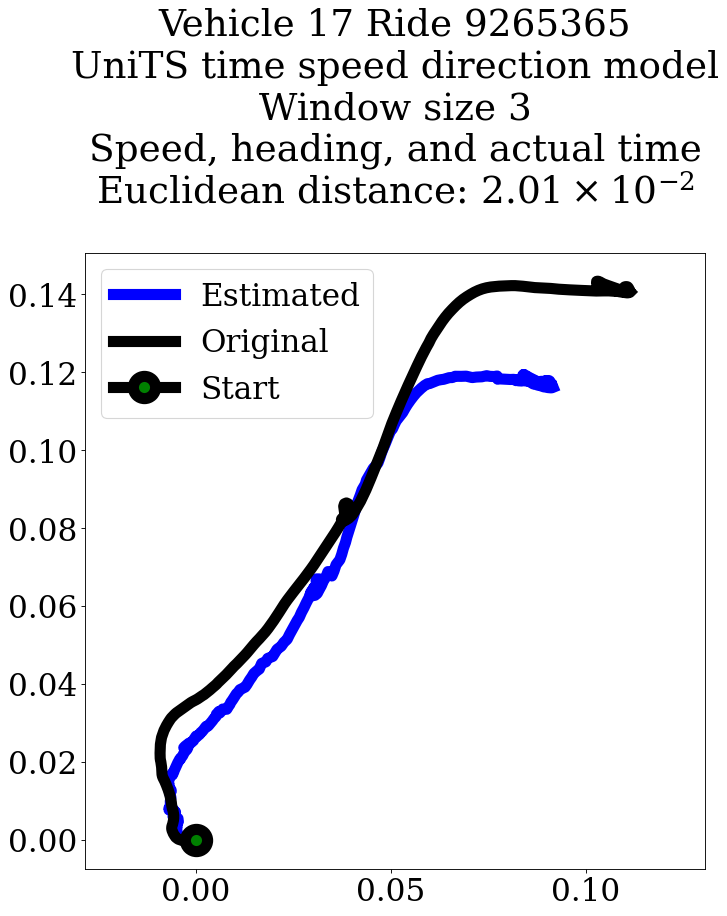 Vehicle 17 Ride 9265365
UniTS time speed direction model
Window size 3
Speed, heading, and actual time
Euclidean distance: 2.01 × 10⁻²
Estimated
Original
Start
0.14
0.12
0.10
0.08
0.06
0.04
0.02
0.00
0.00 0.05 0.10